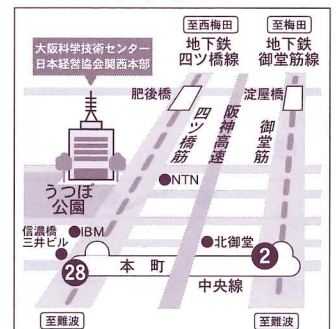 至西梅田
至梅田
大阪科学技術センター
日本経営協会関西本部
地下鉄
四ツ橋線
地下鉄
御堂筋線
肥後橋
淀屋橋
四ツ橋筋
阪神高速
御堂筋
うつぼ
公園
NTN
信濃橋
三井ビル
IBM
北御堂
2
28
本町
中央線
至難波
至難波